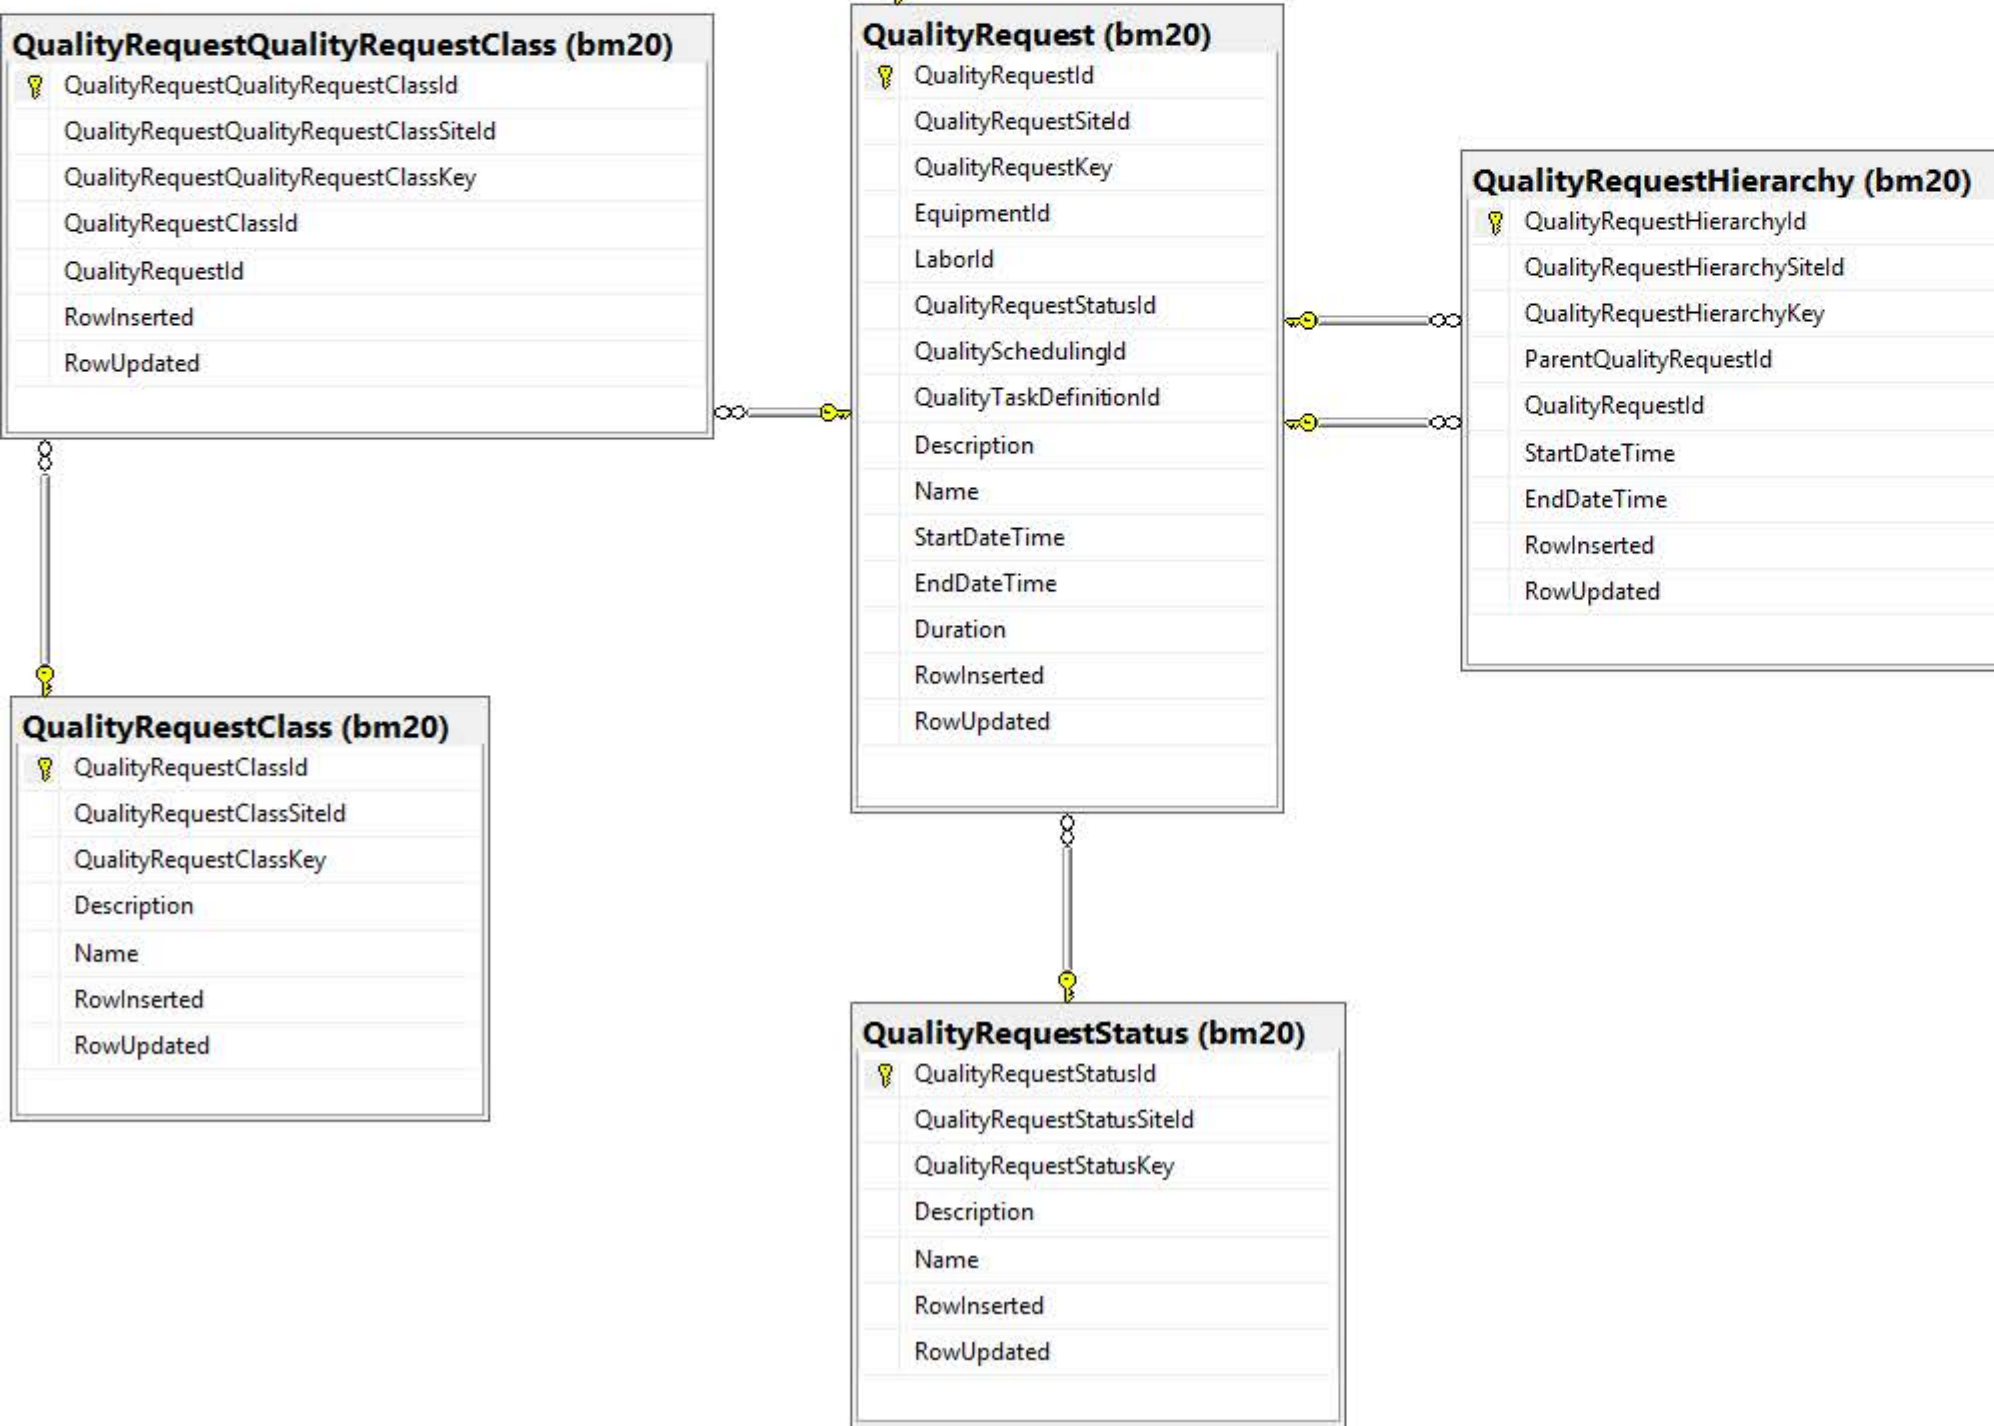 QualityRequestQualityRequestClass (bm20)
QualityRequestQualityRequestClassId
QualityRequestQualityRequestClassSiteId
QualityRequestQualityRequestClassKey
QualityRequestClassId
QualityRequestId
RowInserted
RowUpdated
QualityRequest (bm20)
QualityRequestId
QualityRequestSiteId
QualityRequestKey
EquipmentId
LaborId
QualityRequestStatusId
QualitySchedulingId
QualityTaskDefinitionId
Description
Name
StartDateTime
EndDateTime
Duration
RowInserted
RowUpdated
QualityRequestHierarchy (bm20)
QualityRequestHierarchyId
QualityRequestHierarchySiteId
QualityRequestHierarchyKey
ParentQualityRequestId
QualityRequestId
StartDateTime
EndDateTime
RowInserted
RowUpdated
QualityRequestClass (bm20)
QualityRequestClassId
QualityRequestClassSiteId
QualityRequestClassKey
Description
Name
RowInserted
RowUpdated
QualityRequestStatus (bm20)
QualityRequestStatusId
QualityRequestStatusSiteId
QualityRequestStatusKey
Description
Name
RowInserted
RowUpdated